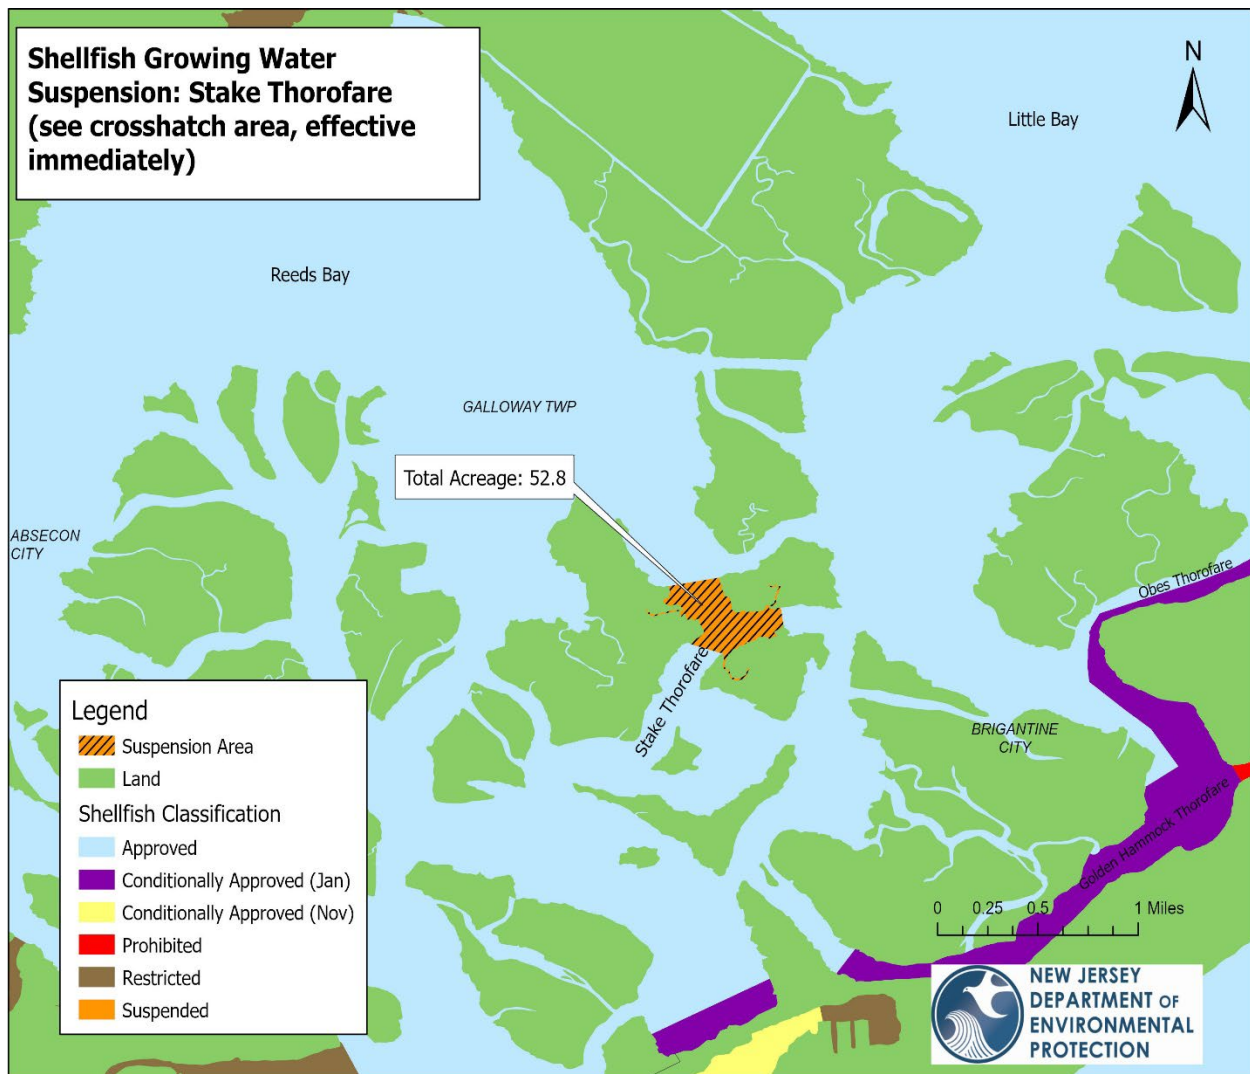 Shellfish Growing Water
Suspension: Stake Thorofare
(see crosshatch area, effective
immediately)
N
Little Bay
Reeds Bay
GALLOWAY TWP
Total Acreage: 52.8
ABSECON
CITY
Obes Thorofare
Stake Thorofare
BRIGANTINE
CITY
Golden Hammock Thorofare
Legend
Suspension Area
Land
Shellfish Classification
Approved
Conditionally Approved (Jan)
Conditionally Approved (Nov)
Prohibited
Restricted
Suspended
0 0.25 0.5 1 Miles
NEW JERSEY
DEPARTMENT OF
ENVIRONMENTAL
PROTECTION